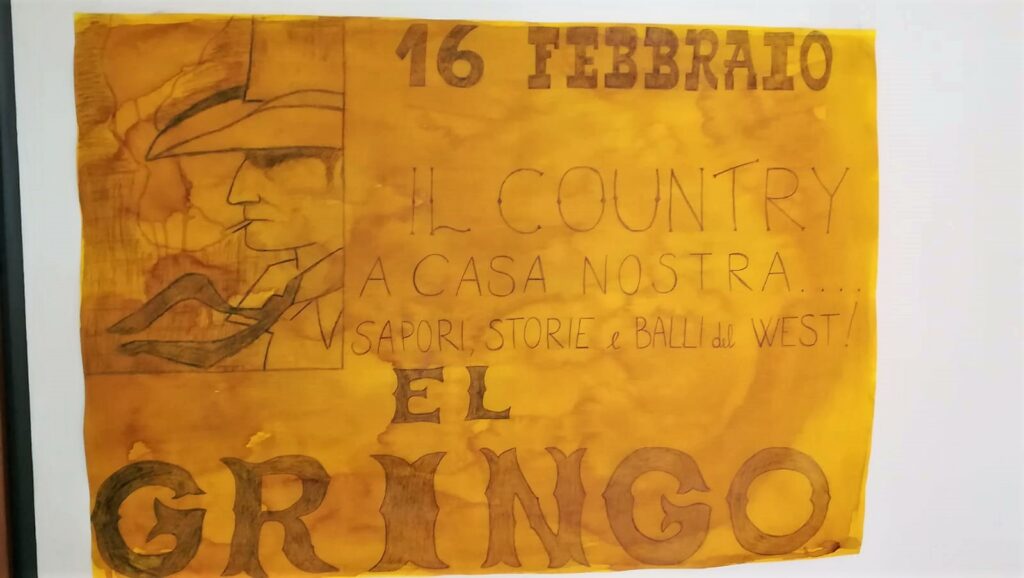 16 FEBBRAIO
IL COUNTRY
A CASA NOSTRA....
SAPORI, STORIE e BALLI del WEST!
EL
GRINGO